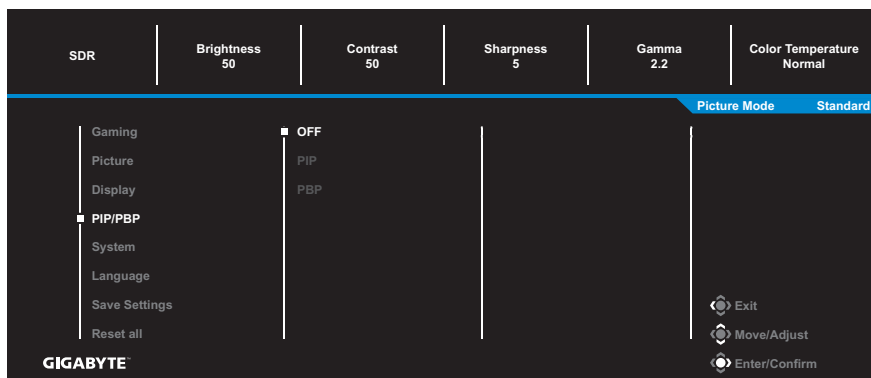 SDR
Brightness
50
Contrast
50
Sharpness
5
Gamma
2.2
Color Temperature
Normal
Picture Mode Standard
Gaming
Picture
Display
PIP/PBP
System
Language
Save Settings
Reset all
OFF
PIP
PBP
Exit
Move/Adjust
Enter/Confirm
GIGABYTE™